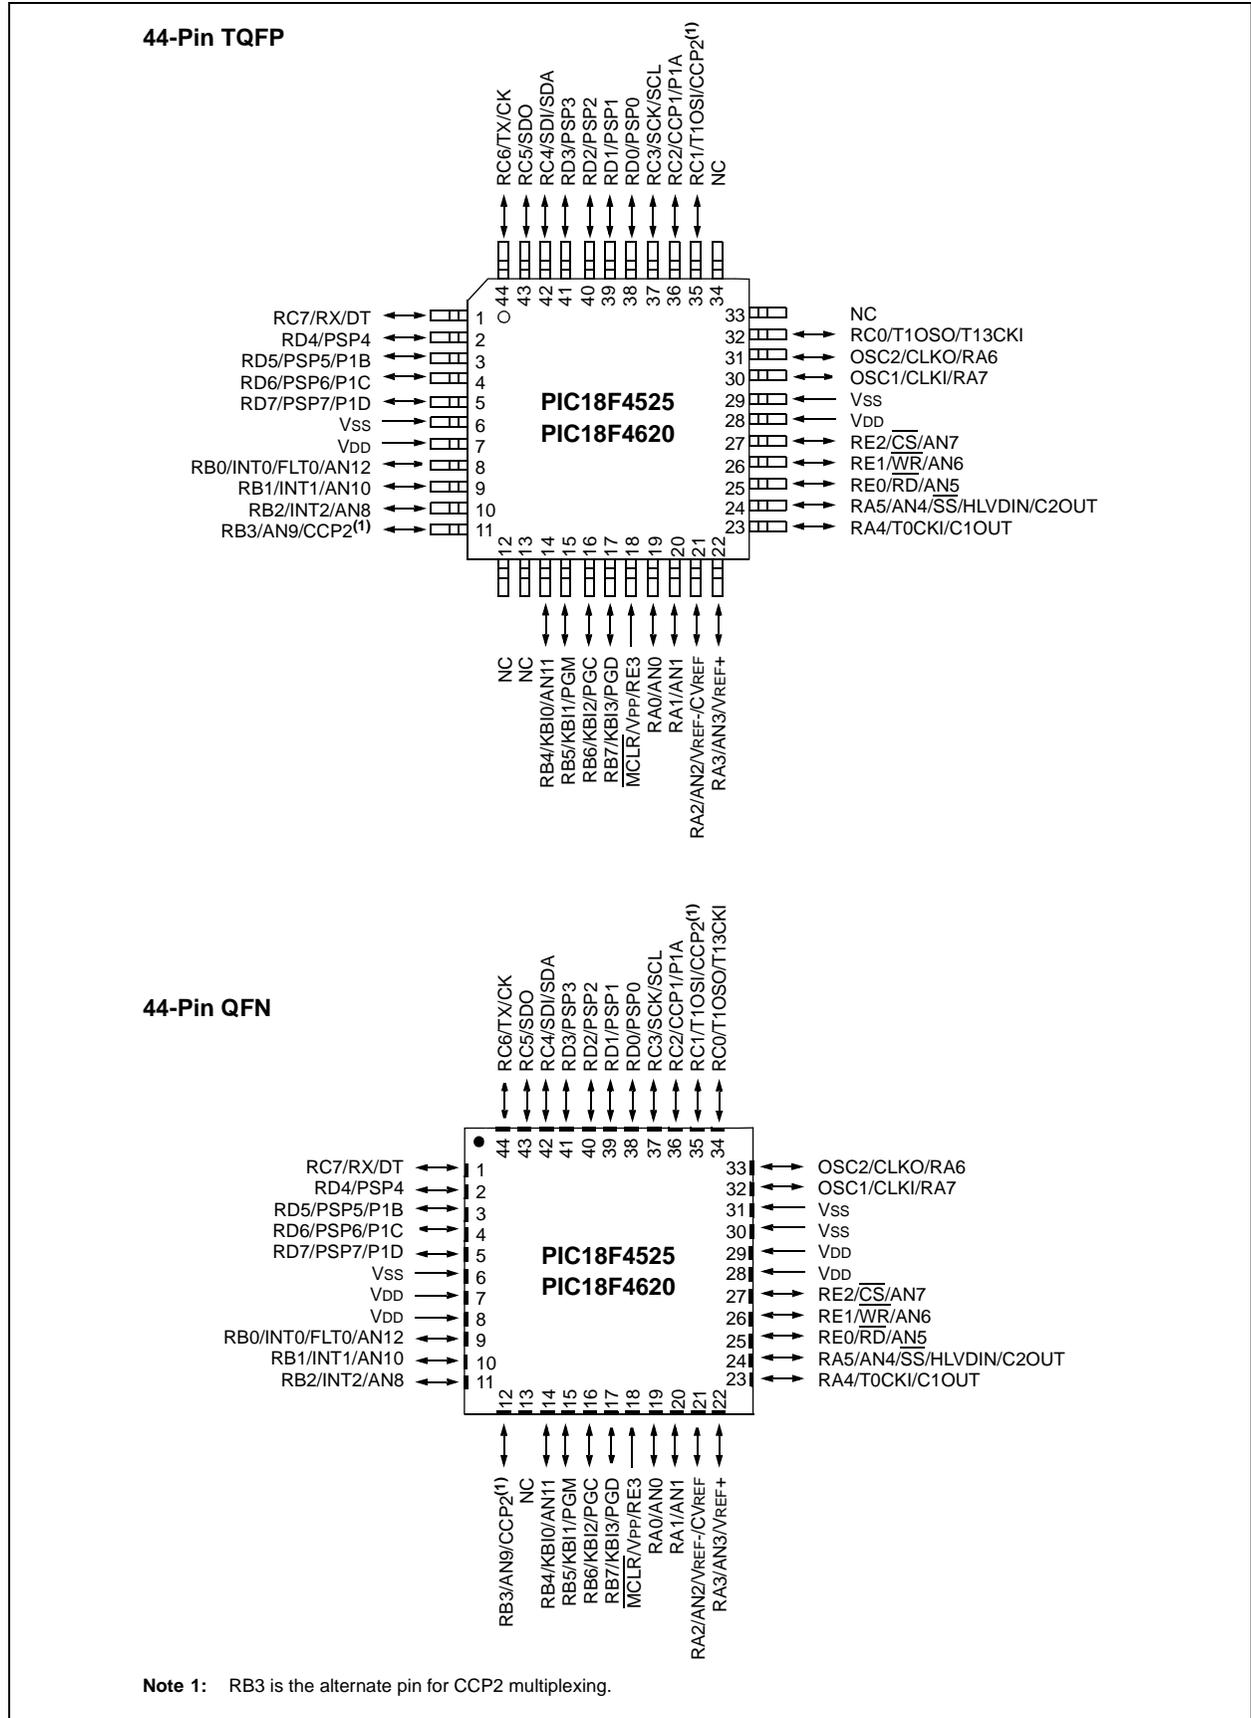 44-Pin TQFP
RC6/TX/CK
RC5/SDO
RC4/SDI/SDA
RD3/PSP3
RD2/PSP2
RD1/PSP1
RD0/PSP0
RC3/SCK/SCL
RC2/CCP1/P1A
RC1/T1OSI/CCP2(1)
NC
44
43
42
41
40
39
38
37
36
35
34
RC7/RX/DT 1
RD4/PSP4 2
RD5/PSP5/P1B 3
RD6/PSP6/P1C 4
RD7/PSP7/P1D 5
VSS 6
VDD 7
RB0/INT0/FLT0/AN12 8
RB1/INT1/AN10 9
RB2/INT2/AN8 10
RB3/AN9/CCP2(1) 11
PIC18F4525
PIC18F4620
33 NC
32 RC0/T1OSO/T13CKI
31 OSC2/CLKO/RA6
30 OSC1/CLKI/RA7
29 VSS
28 VDD
27 RE2/CS/AN7
26 RE1/WR/AN6
25 RE0/RD/AN5
24 RA5/AN4/SS/HLVDIN/C2OUT
23 RA4/T0CKI/C1OUT
12
13
14
15
16
17
18
19
20
21
22
NC
NC
RB4/KBI0/AN11
RB5/KBI1/PGM
RB6/KBI2/PGC
RB7/KBI3/PGD
MCLR/VPP/RE3
RA0/AN0
RA1/AN1
RA2/AN2/VREF-/CVREF
RA3/AN3/VREF+
44-Pin QFN
RC6/TX/CK
RC5/SDO
RC4/SDI/SDA
RD3/PSP3
RD2/PSP2
RD1/PSP1
RD0/PSP0
RC3/SCK/SCL
RC2/CCP1/P1A
RC1/T1OSI/CCP2(1)
RC0/T1OSO/T13CKI
44
43
42
41
40
39
38
37
36
35
34
RC7/RX/DT 1
RD4/PSP4 2
RD5/PSP5/P1B 3
RD6/PSP6/P1C 4
RD7/PSP7/P1D 5
VSS 6
VDD 7
VDD 8
RB0/INT0/FLT0/AN12 9
RB1/INT1/AN10 10
RB2/INT2/AN8 11
PIC18F4525
PIC18F4620
33 OSC2/CLKO/RA6
32 OSC1/CLKI/RA7
31 VSS
30 VSS
29 VDD
28 VDD
27 RE2/CS/AN7
26 RE1/WR/AN6
25 RE0/RD/AN5
24 RA5/AN4/SS/HLVDIN/C2OUT
23 RA4/T0CKI/C1OUT
12
13
14
15
16
17
18
19
20
21
22
RB3/AN9/CCP2(1)
NC
RB4/KBI0/AN11
RB5/KBI1/PGM
RB6/KBI2/PGC
RB7/KBI3/PGD
MCLR/VPP/RE3
RA0/AN0
RA1/AN1
RA2/AN2/VREF-/CVREF
RA3/AN3/VREF+
Note 1: RB3 is the alternate pin for CCP2 multiplexing.